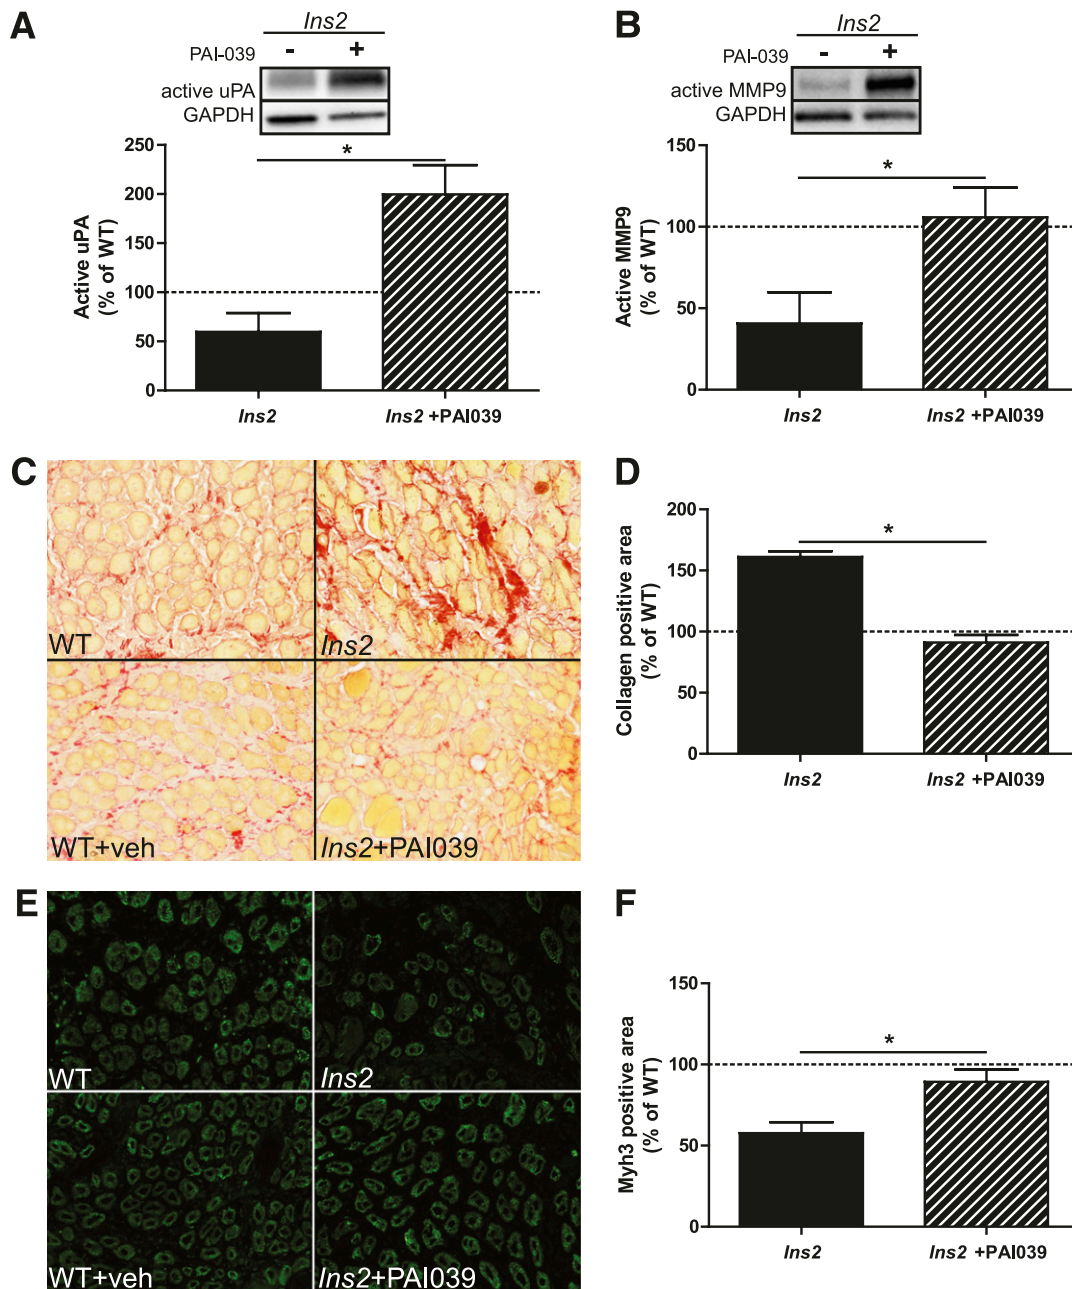 A
Ins2
PAI-039 - +
active uPA
GAPDH
250
200
150
100
50
0
Active uPA
(% of WT)
*
Ins2
Ins2 +PAI039
B
Ins2
PAI-039 - +
active MMP9
GAPDH
150
100
50
0
Active MMP9
(% of WT)
*
Ins2
Ins2 +PAI039
C
WT
Ins2
WT+veh
Ins2+PAI039
D
200
150
100
50
0
Collagen positive area
(% of WT)
*
Ins2
Ins2 +PAI039
E
WT
Ins2
WT+veh
Ins2+PAI039
F
150
100
50
0
Myh3 positive area
(% of WT)
*
Ins2
Ins2 +PAI039